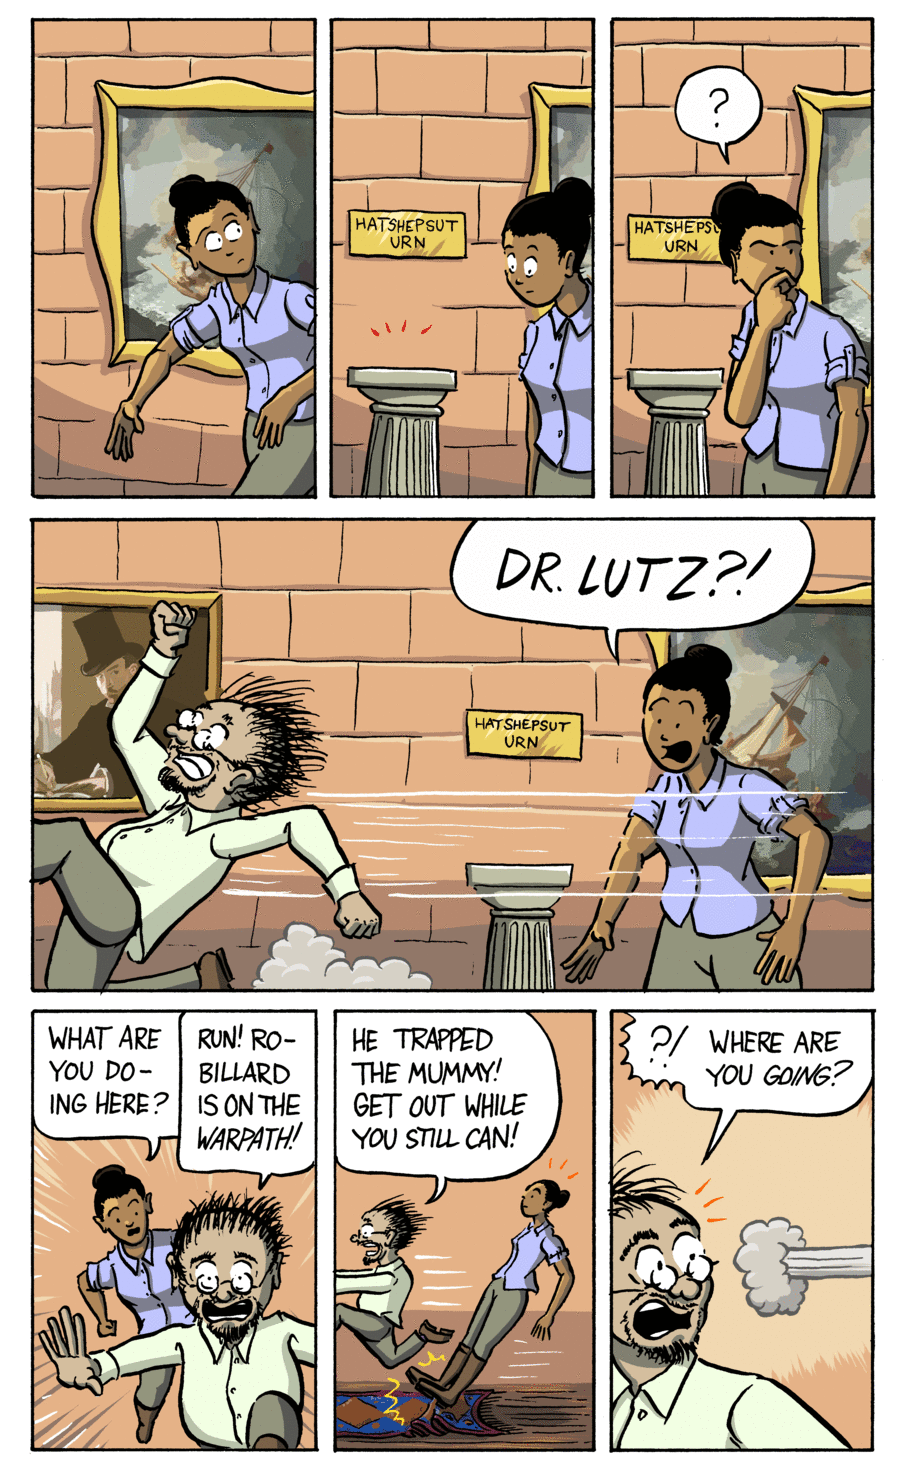 HATSHEPSUT
URN
?
HATSHEPSU
URN
DR. LUTZ?!
HATSHEPSUT
URN
WHAT ARE
YOU DO-
ING HERE?
RUN! RO-
BILLARD
IS ON THE
WARPATH!
HE TRAPPED
THE MUMMY!
GET OUT WHILE
YOU STILL CAN!
?!
WHERE ARE
YOU GOING?